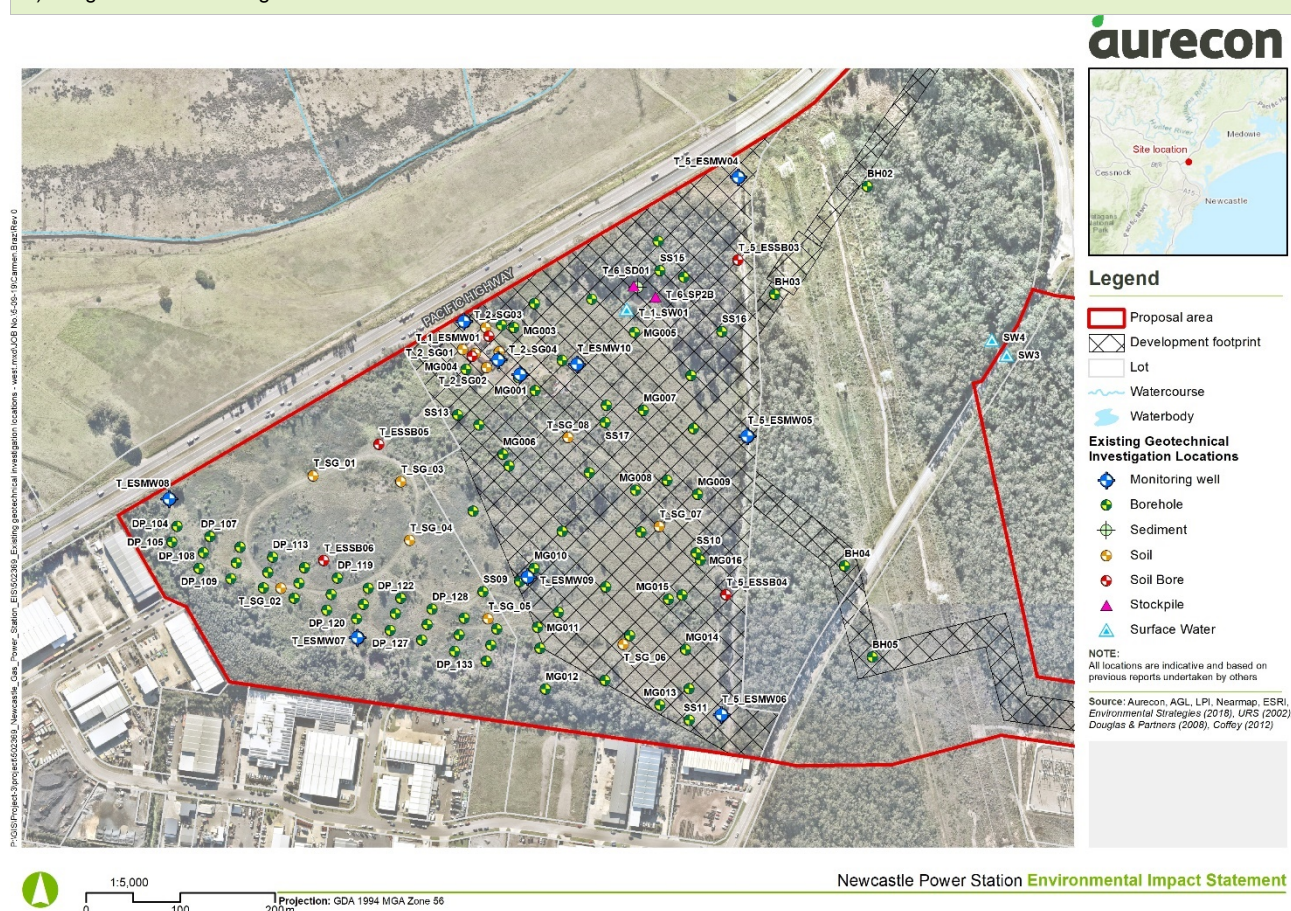 aurecon
Hunter River
Medowie
Site location
Cessnock
A15
Newcastle
Pacific Mwy
Legend
Proposal area
Development footprint
Lot
Watercourse
Waterbody
Existing Geotechnical
Investigation Locations
Monitoring well
Borehole
Sediment
Soil
Soil Bore
Stockpile
Surface Water
NOTE:
All locations are indicative and based on
previous reports undertaken by others
Source: Aurecon, AGL, LPI, Nearmap, ESRI,
Environmental Strategies (2018), URS (2002)
Douglas & Partners (2008), Coffey (2012)
T_5_ESMW04
BH02
T_5_ESSB03
SS15
T_6_SD01
BH03
T_6_SP2B
T_1_SW01
PACIFIC HIGHWAY
T_2_SG03
SS16
MG003
MG005
T_1_ESMW01
SW4
T_2_SG01
T_2_SG04
T_ESMW10
SW3
MG004
T_2_SG02
MG001
MG007
SS13
T_SG_08
T_5_ESMW05
T_ESSB05
SS17
MG006
T_SG_01
T_SG_03
T_ESMW08
MG008
MG009
T_SG_07
DP_104
DP_107
T_SG_04
DP_105
DP_113
SS10
DP_108
T_ESSB06
MG010
MG016
BH04
DP_119
DP_109
SS09
T_ESMW09
T_5_ESSB04
DP_122
MG015
T_SG_02
DP_128
T_SG_05
DP_120
MG011
MG014
T_ESMW07
DP_127
T_SG_06
BH05
DP_133
MG012
MG013
T_5_ESMW06
SS11
1:5,000
0 100 200 m
Projection: GDA 1994 MGA Zone 56
Newcastle Power Station Environmental Impact Statement